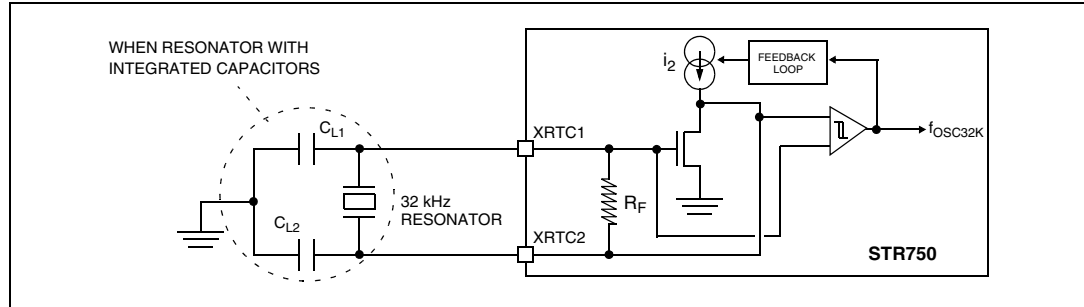 WHEN RESONATOR WITH
INTEGRATED CAPACITORS
CL1
CL2
32 kHz
RESONATOR
XRTC1
XRTC2
RF
i2
FEEDBACK
LOOP
fOSC32K
STR750